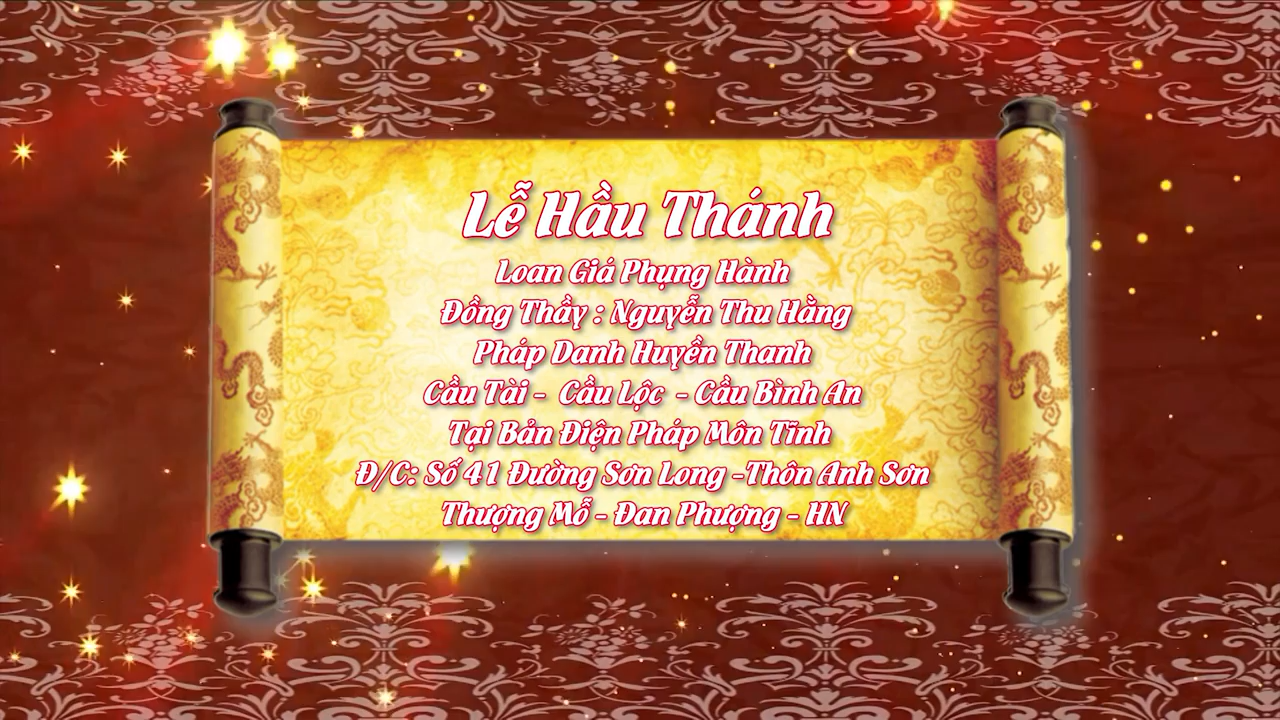 Lễ Hầu Thánh
Loan Giá Phụng Hành
Đồng Thầy : Nguyễn Thu Hằng
Pháp Danh Huyền Thanh
Cầu Tài - Cầu Lộc - Cầu Bình An
Tại Bản Điện Pháp Môn Tĩnh
Đ/C: Số 41 Đường Sơn Long -Thôn Anh Sơn
Thượng Mỗ - Đan Phượng - HN